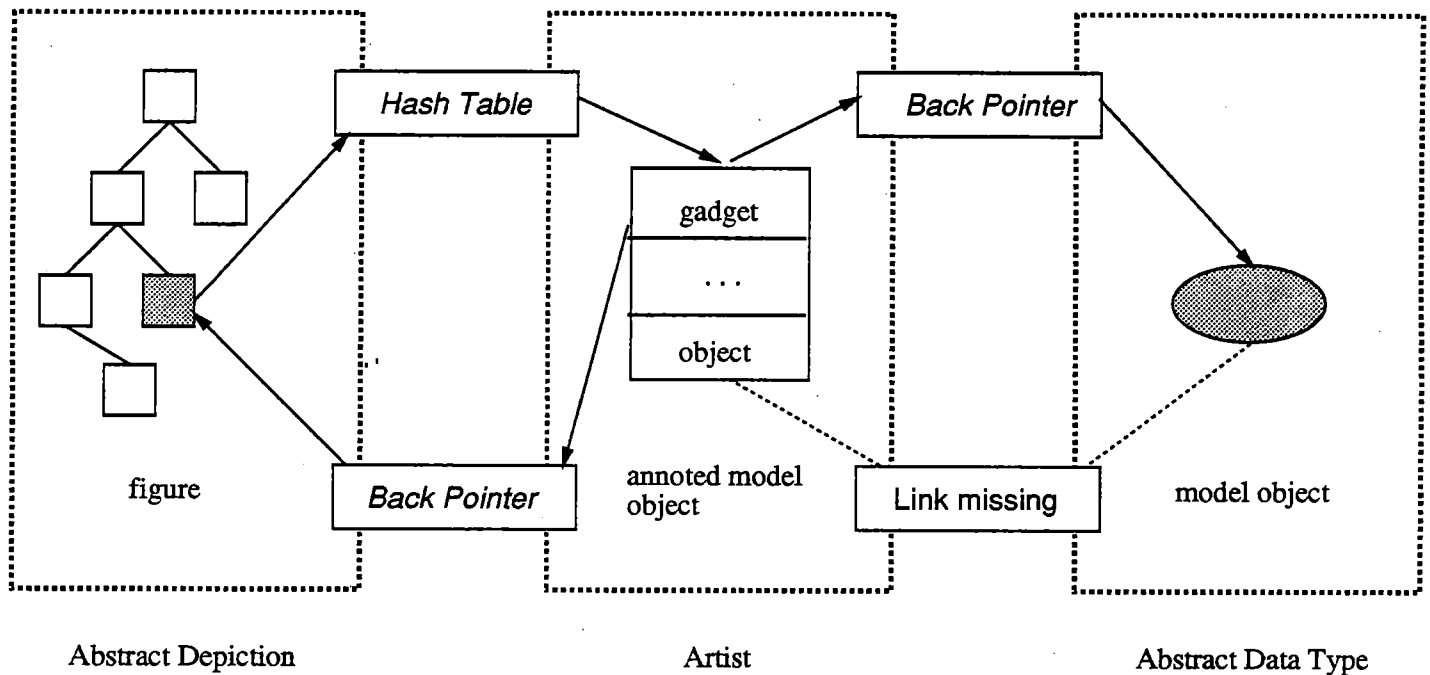 Hash Table
Back Pointer
gadget
...
object
figure
Back Pointer
annoted model
object
Link missing
model object
Abstract Depiction
Artist
Abstract Data Type